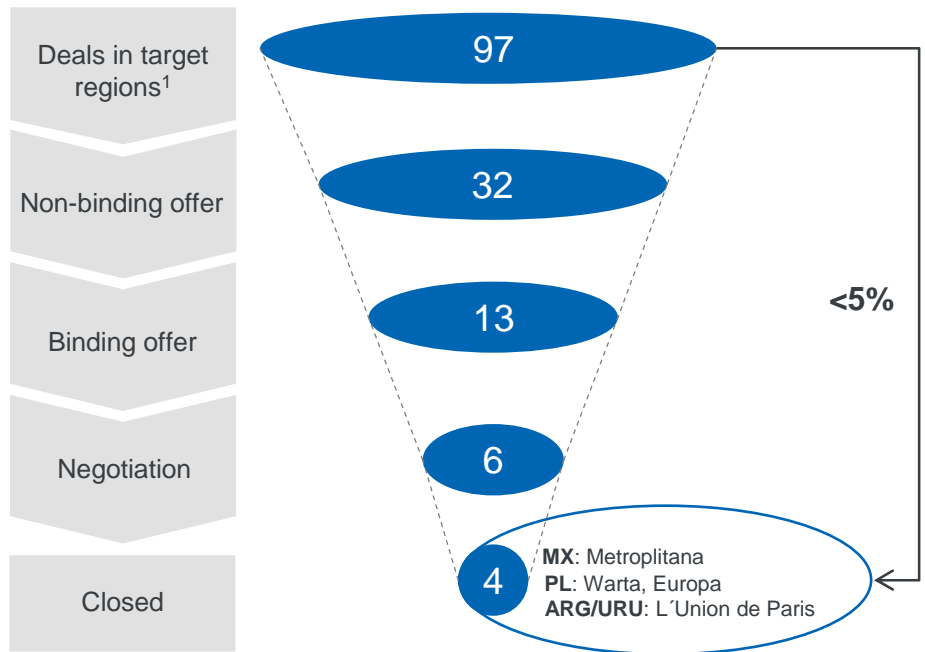 Deals in target
regions¹
97
Non-binding offer
32
Binding offer
13
<5%
Negotiation
6
Closed
4
MX: Metroplitana
PL: Warta, Europa
ARG/URU: L´Union de Paris